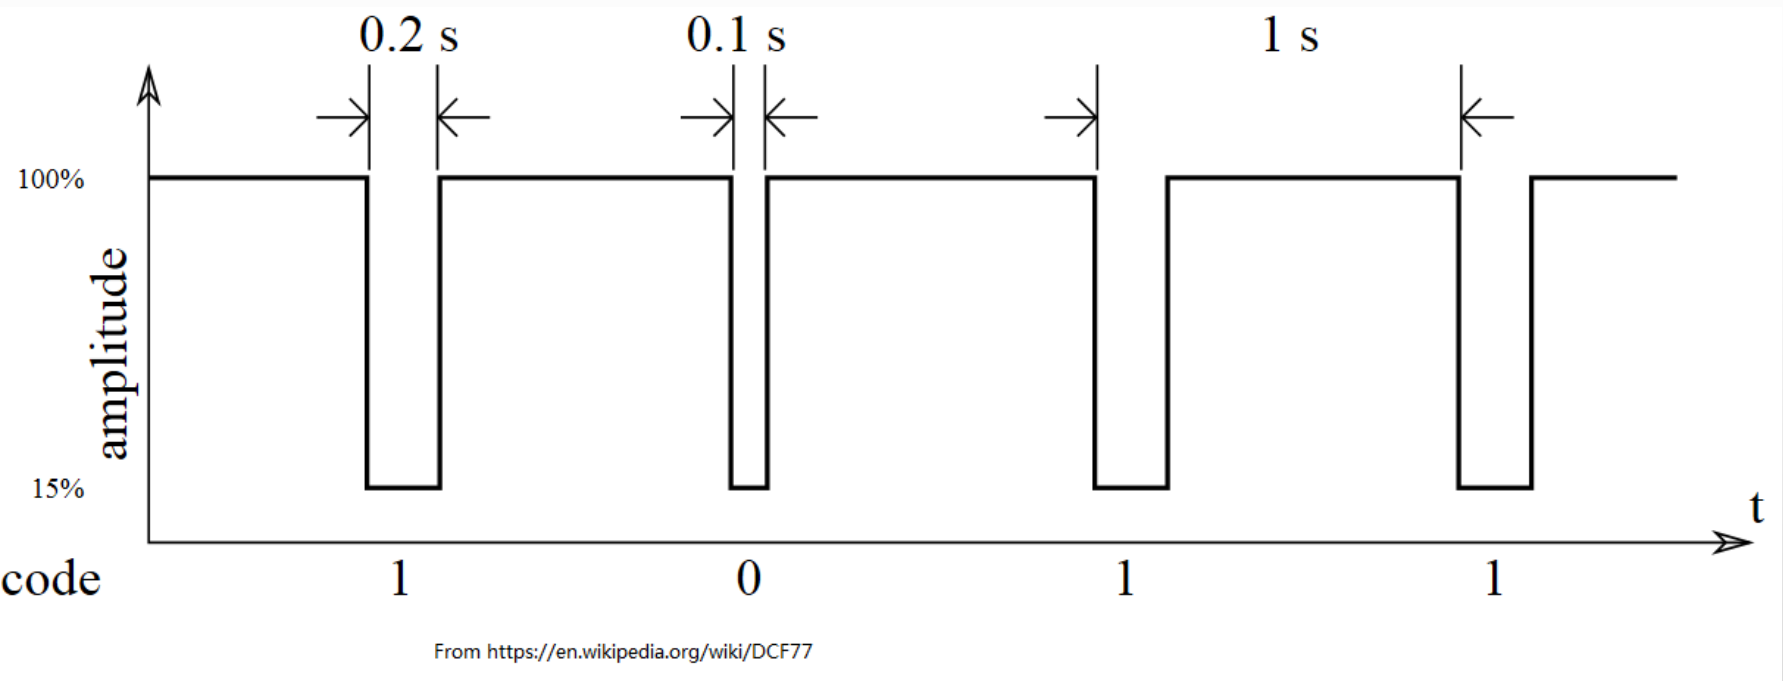 0.2 s 0.1 s 1 s
100%
amplitude
15%
t
code 1 0 1 1
From https://en.wikipedia.org/wiki/DCF77